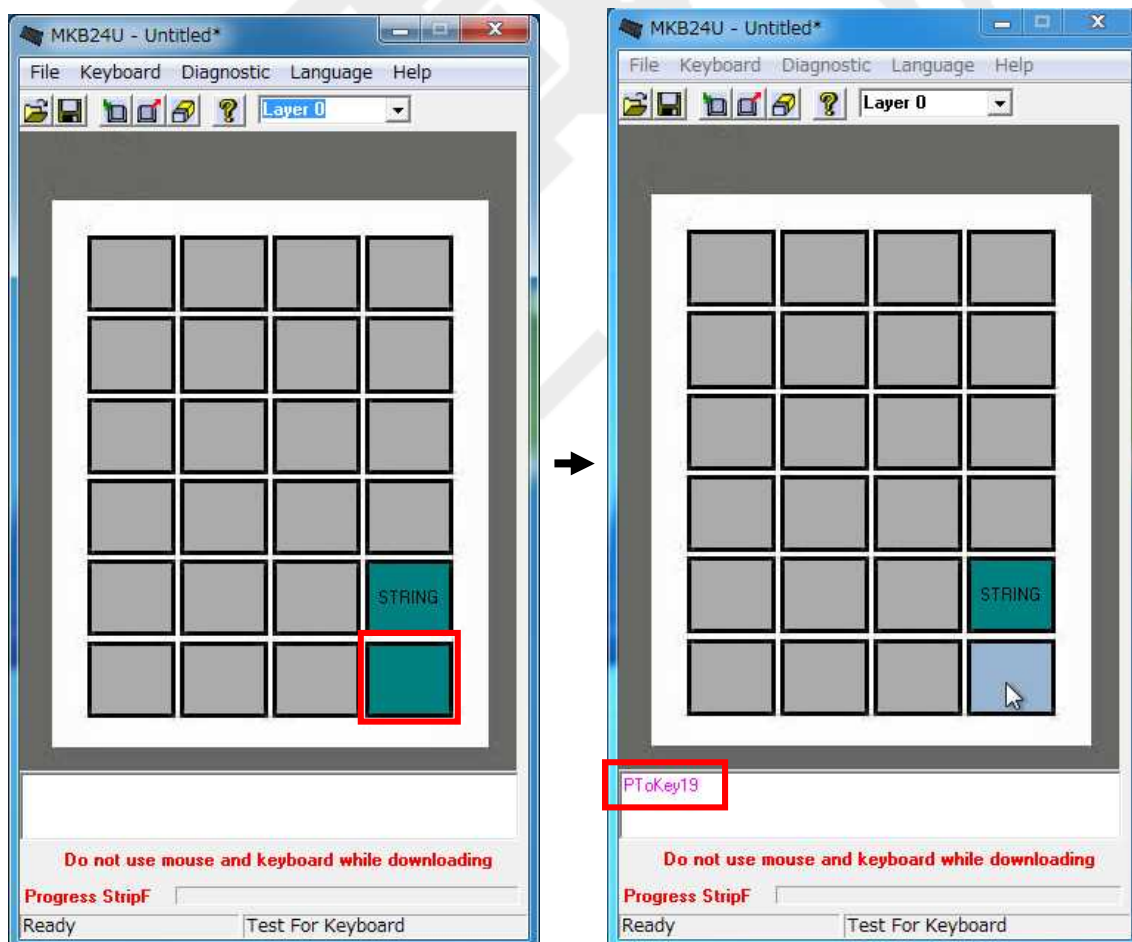 MKB24U - Untitled*
File Keyboard Diagnostic Language Help
Layer 0
STRING
Do not use mouse and keyboard while downloading
Progress StripF
Ready Test For Keyboard
MKB24U - Untitled*
File Keyboard Diagnostic Language Help
Layer 0
STRING
PToKey19
Do not use mouse and keyboard while downloading
Progress StripF
Ready Test For Keyboard